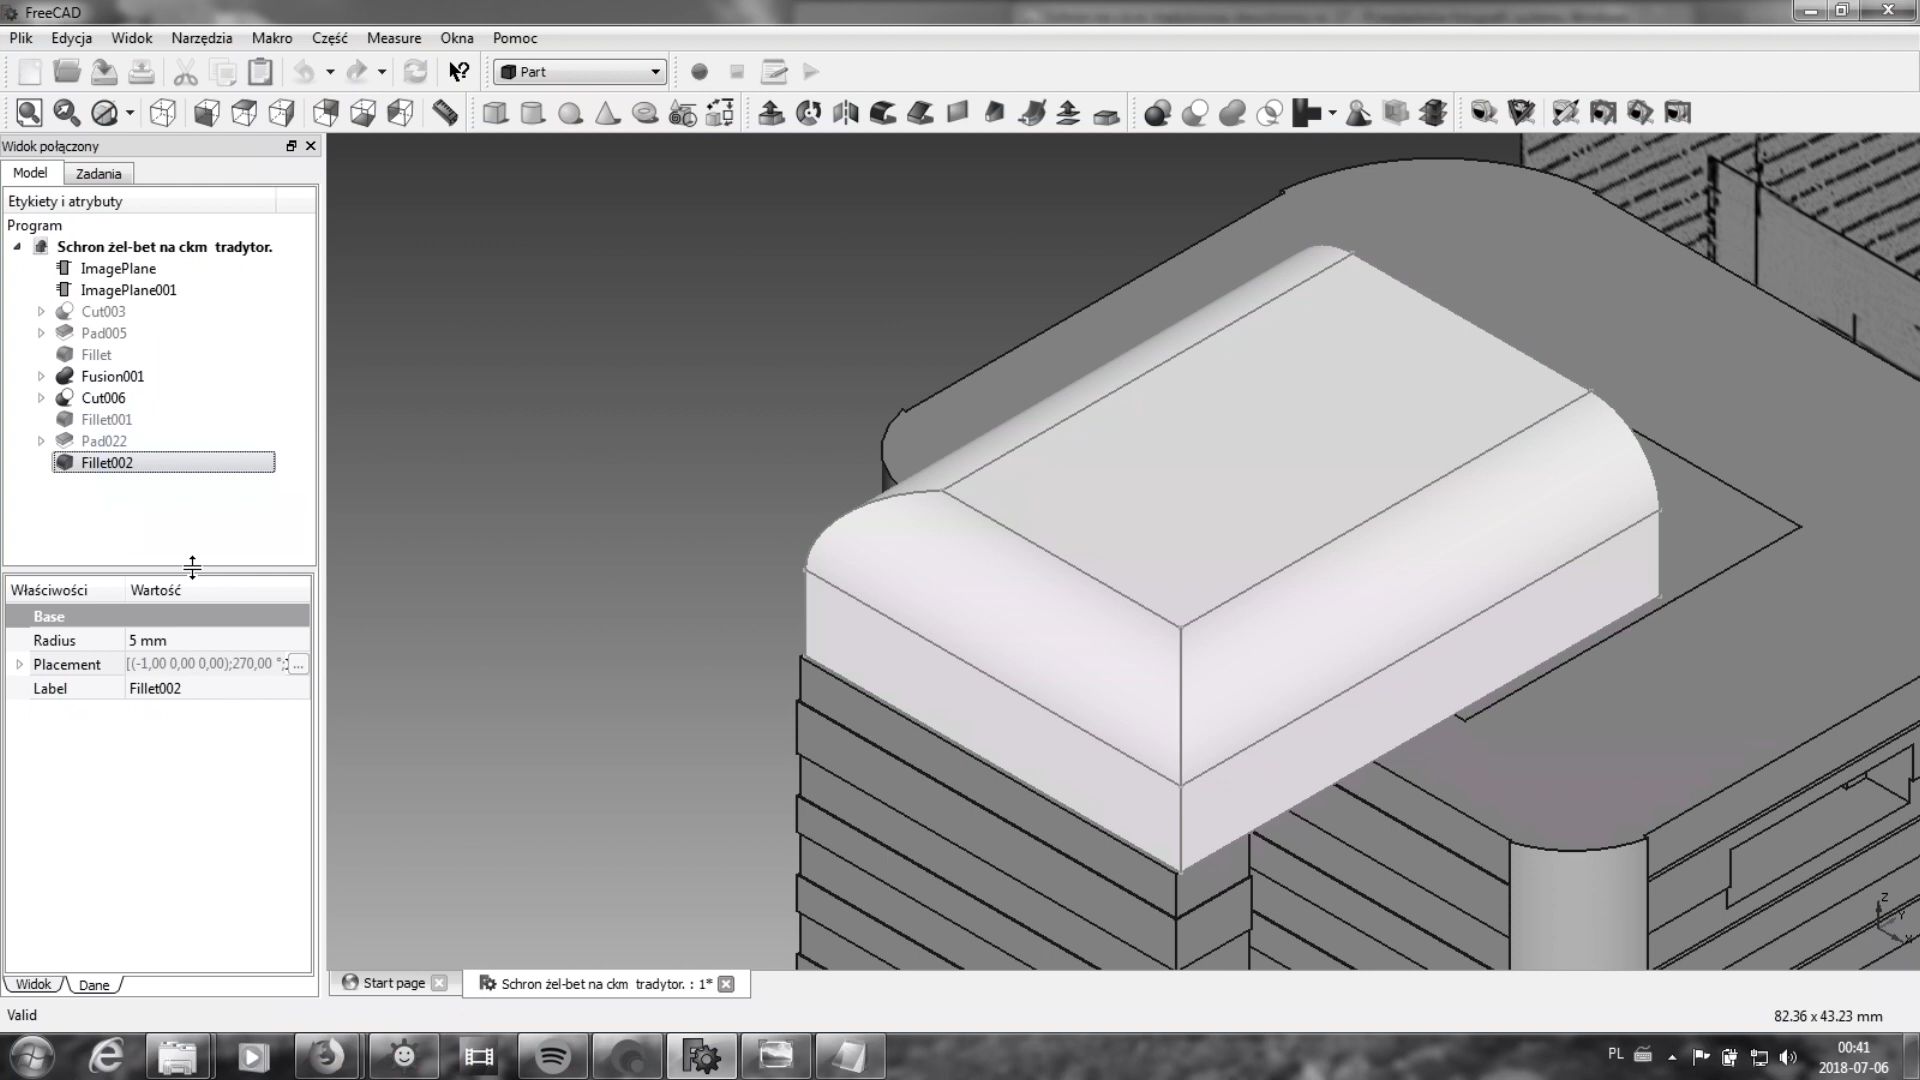 FreeCAD
Plik Edycja Widok Narzędzia Makro Część Measure Okna Pomoc
Part
Widok połączony
Model Zadania
Etykiety i atrybuty
Program
Schron żel-bet na ckm tradytor.
ImagePlane
ImagePlane001
Cut003
Pad005
Fillet
Fusion001
Cut006
Fillet001
Pad022
Fillet002
Właściwości Wartość
Base
Radius 5 mm
Placement [(-1,00 0,00 0,00);270,00 °; ...
Label Fillet002
Z
Y
X
Widok Dane
Start page Schron żel-bet na ckm tradytor. : 1*
Valid 82.36 x 43.23 mm
PL 00:41
2018-07-06